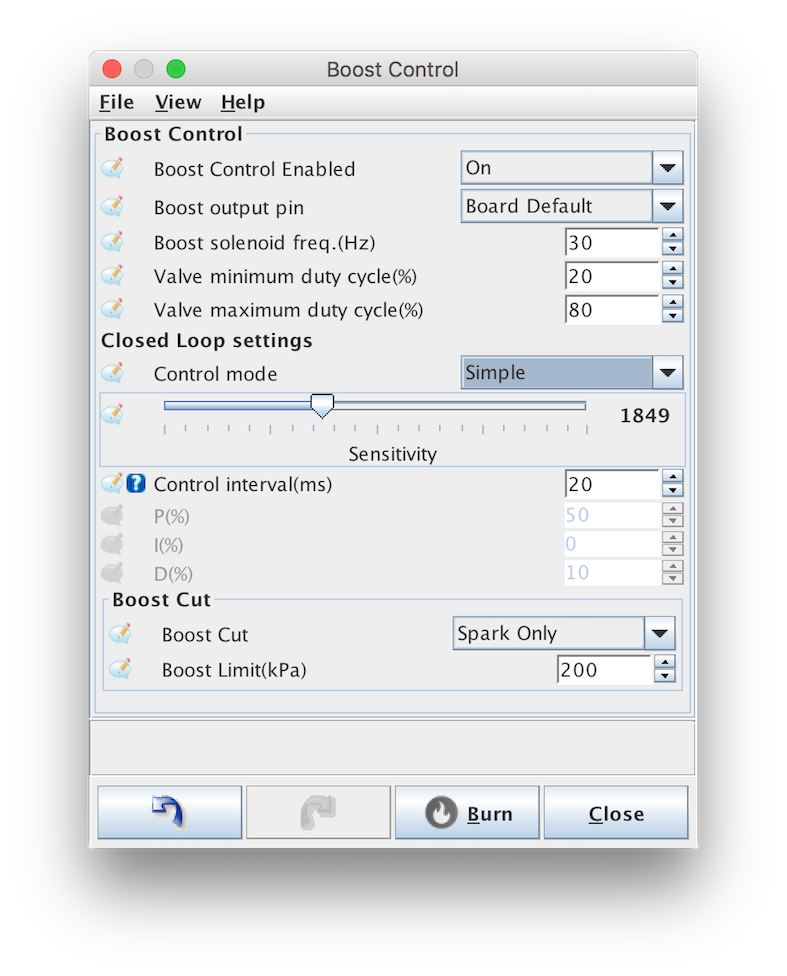 Boost Control
File View Help
Boost Control
Boost Control Enabled On
Boost output pin Board Default
Boost solenoid freq.(Hz) 30
Valve minimum duty cycle(%) 20
Valve maximum duty cycle(%) 80
Closed Loop settings
Control mode Simple
1849
Sensitivity
? Control interval(ms) 20
P(%) 50
I(%) 0
D(%) 10
Boost Cut
Boost Cut Spark Only
Boost Limit(kPa) 200
Burn Close